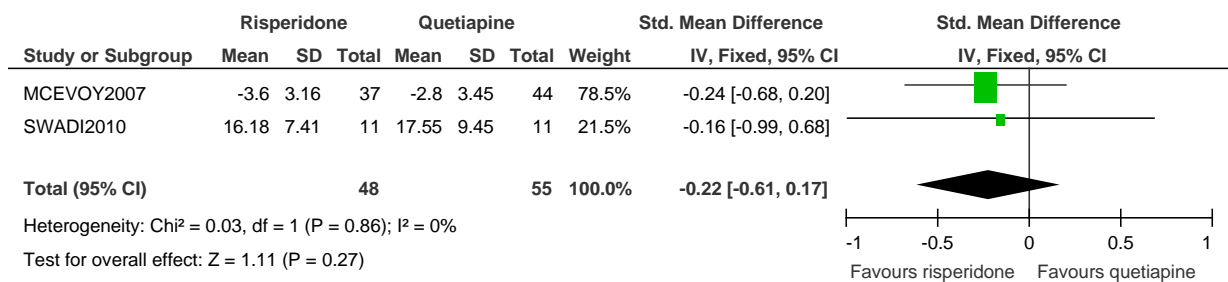 Risperidone Quetiapine Std. Mean Difference Std. Mean Difference
Study or Subgroup Mean SD Total Mean SD Total Weight IV, Fixed, 95% CI IV, Fixed, 95% CI
MCEVOY2007 -3.6 3.16 37 -2.8 3.45 44 78.5% -0.24 [-0.68, 0.20]
SWADI2010 16.18 7.41 11 17.55 9.45 11 21.5% -0.16 [-0.99, 0.68]
Total (95% CI) 48 55 100.0% -0.22 [-0.61, 0.17]
Heterogeneity: Chi² = 0.03, df = 1 (P = 0.86); I² = 0%
Test for overall effect: Z = 1.11 (P = 0.27)
-1 -0.5 0 0.5 1
Favours risperidone Favours quetiapine